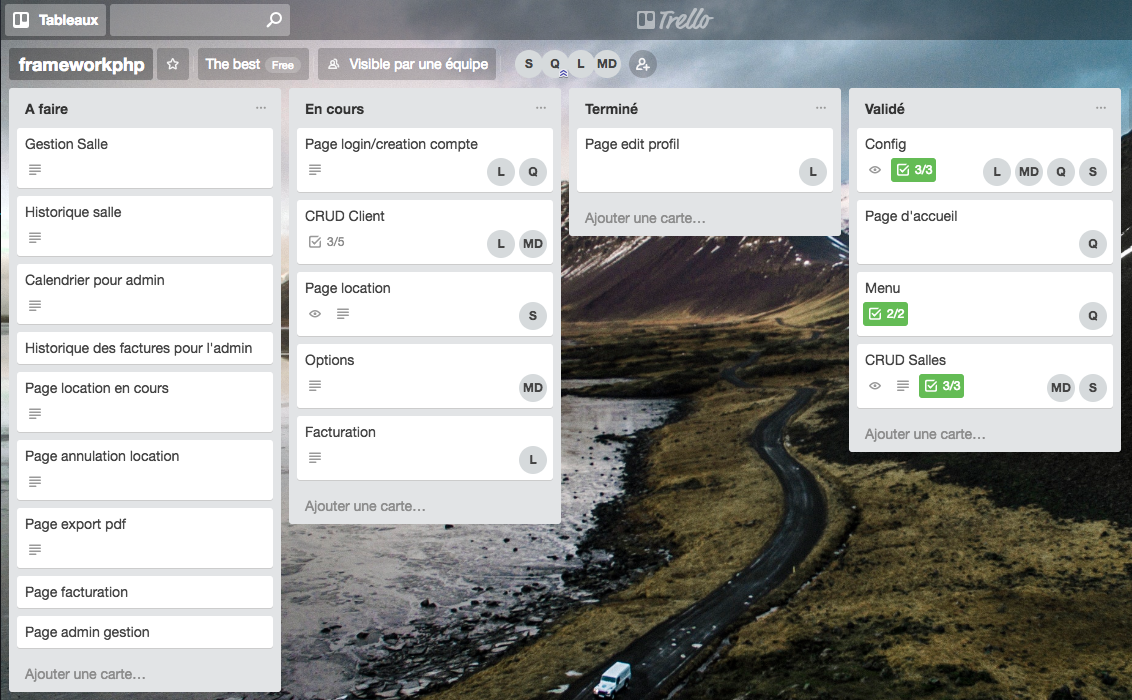 Tableaux
Trello
frameworkphp
The best Free
Visible par une équipe
S Q L MD
A faire
Gestion Salle
Historique salle
Calendrier pour admin
Historique des factures pour l'admin
Page location en cours
Page annulation location
Page export pdf
Page facturation
Page admin gestion
Ajouter une carte…
En cours
Page login/creation compte
L Q
CRUD Client
3/5 L MD
Page location
S
Options
MD
Facturation
L
Ajouter une carte…
Terminé
Page edit profil
L
Ajouter une carte…
Validé
Config
3/3 L MD Q S
Page d'accueil
Q
Menu
2/2 Q
CRUD Salles
3/3 MD S
Ajouter une carte…